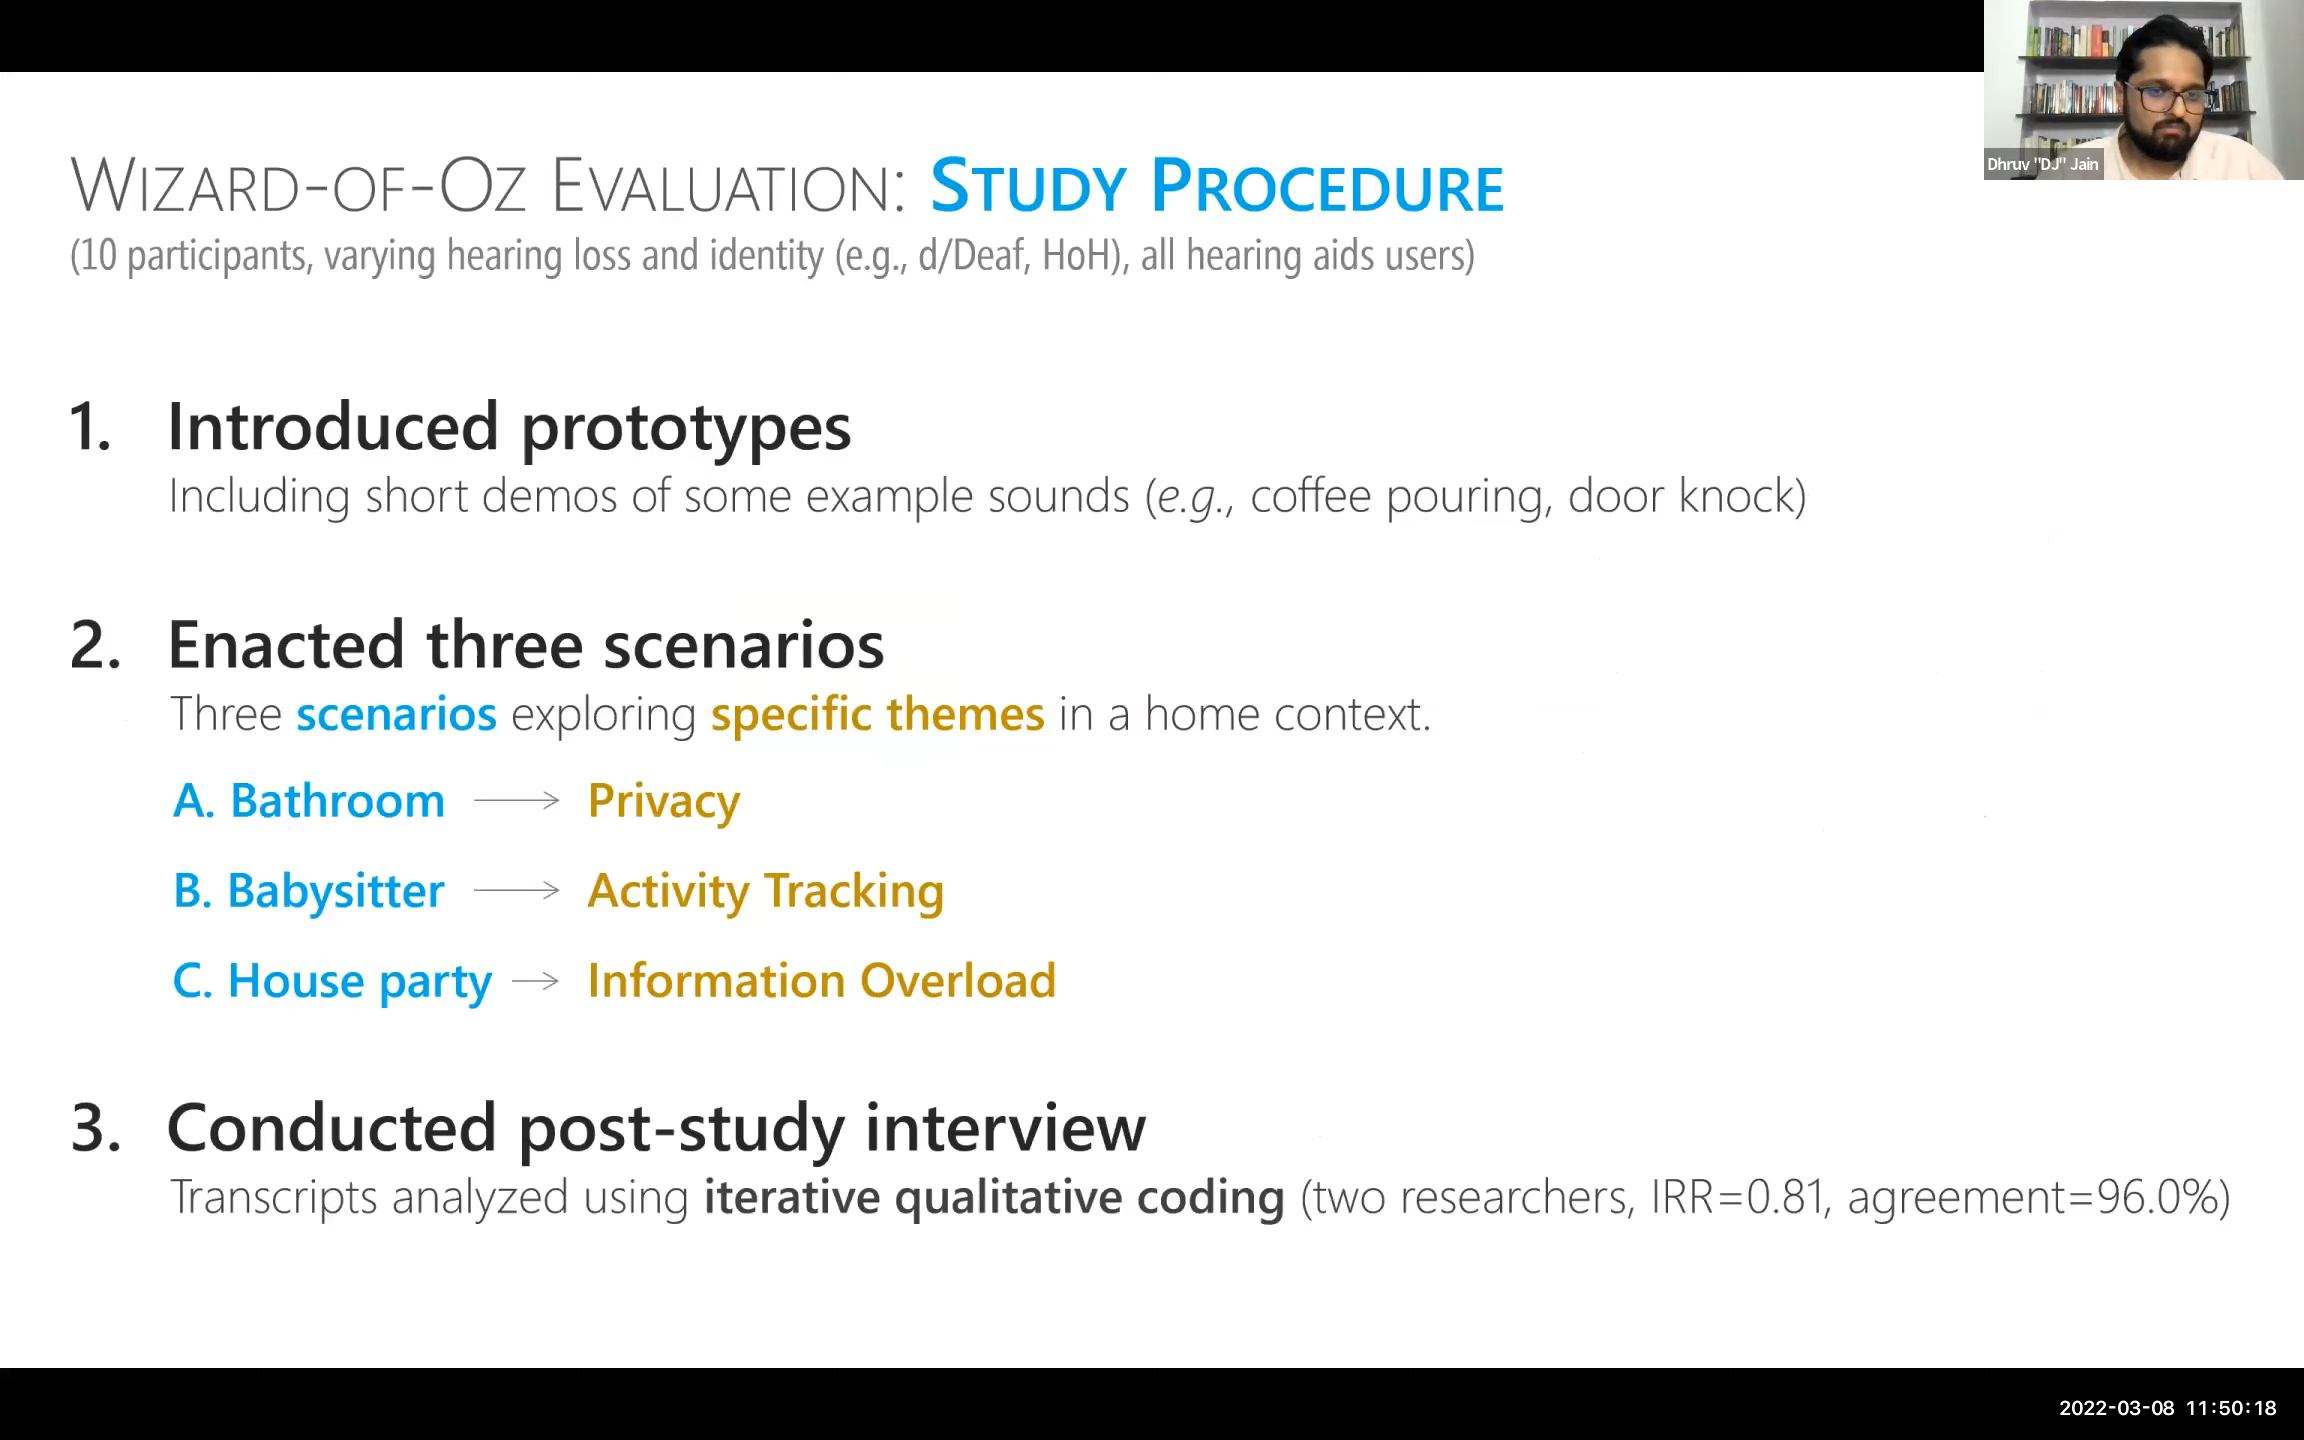 Dhruv "DJ" Jain
WIZARD-OF-OZ EVALUATION: STUDY PROCEDURE
(10 participants, varying hearing loss and identity (e.g., d/Deaf, HoH), all hearing aids users)
1. Introduced prototypes
Including short demos of some example sounds (e.g., coffee pouring, door knock)
2. Enacted three scenarios
Three scenarios exploring specific themes in a home context.
A. Bathroom → Privacy
B. Babysitter → Activity Tracking
C. House party → Information Overload
3. Conducted post-study interview
Transcripts analyzed using iterative qualitative coding (two researchers, IRR=0.81, agreement=96.0%)
2022-03-08 11:50:18